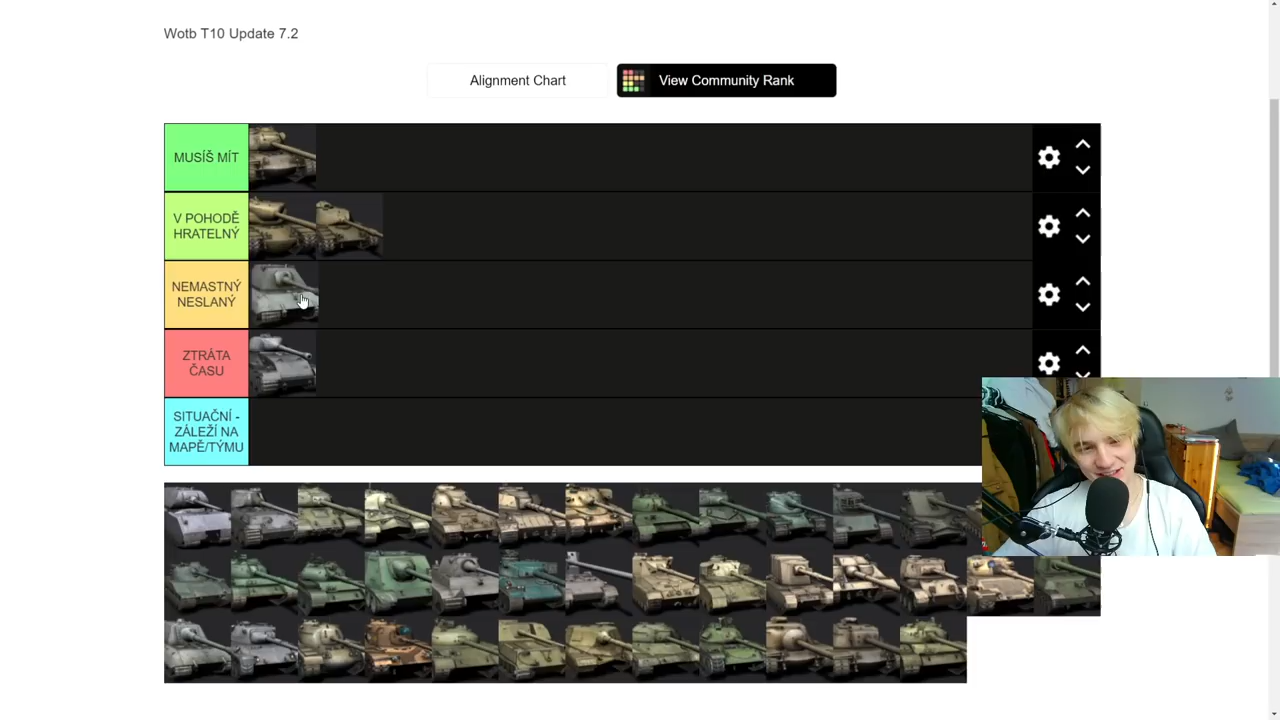 Wotb T10 Update 7.2
Alignment Chart
View Community Rank
MUSÍŠ MÍT
V POHODĚ
HRATELNÝ
NEMASTNÝ
NESLANÝ
ZTRÁTA
ČASU
SITUAČNÍ -
ZÁLEŽÍ NA
MAPĚ/TÝMU